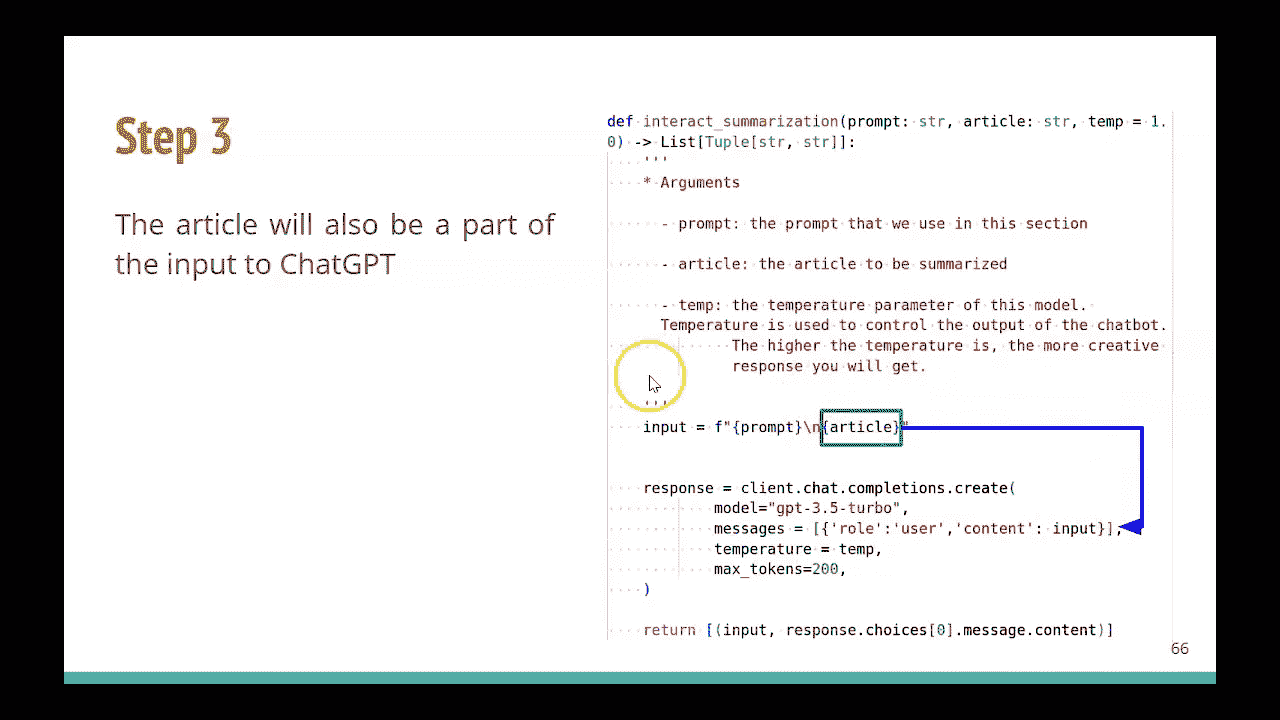 Step 3
The article will also be a part of
the input to ChatGPT
def interact_summarization(prompt: str, article: str, temp = 1.
0) -> List[Tuple[str, str]]:
'''
* Arguments
- prompt: the prompt that we use in this section
- article: the article to be summarized
- temp: the temperature parameter of this model.
Temperature is used to control the output of the chatbot.
The higher the temperature is, the more creative
response you will get.
'''
input = f"{prompt}\n{article}"
response = client.chat.completions.create(
model="gpt-3.5-turbo",
messages = [{'role':'user','content': input}],
temperature = temp,
max_tokens=200,
)
return [(input, response.choices[0].message.content)]
66